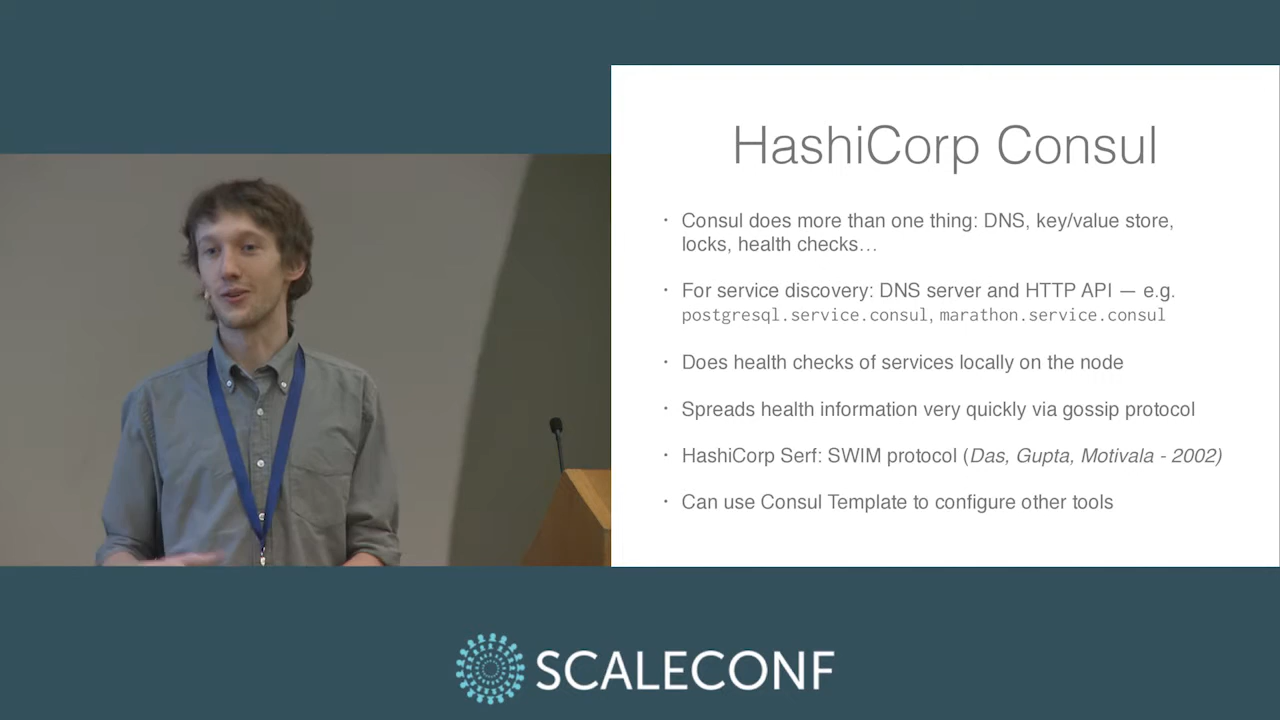 HashiCorp Consul
• Consul does more than one thing: DNS, key/value store,
locks, health checks…
• For service discovery: DNS server and HTTP API — e.g.
postgresql.service.consul, marathon.service.consul
• Does health checks of services locally on the node
• Spreads health information very quickly via gossip protocol
• HashiCorp Serf: SWIM protocol (Das, Gupta, Motivala - 2002)
• Can use Consul Template to configure other tools
SCALECONF